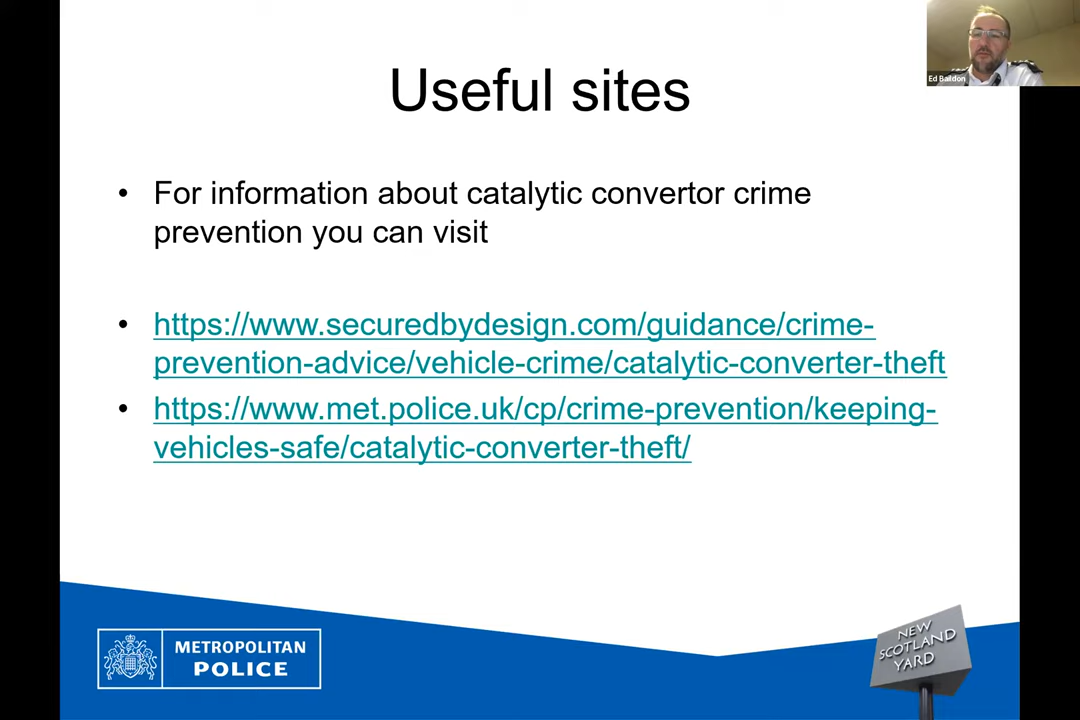 Ed Baildon
Useful sites
• For information about catalytic convertor crime
prevention you can visit
• https://www.securedbydesign.com/guidance/crime-
prevention-advice/vehicle-crime/catalytic-converter-theft
• https://www.met.police.uk/cp/crime-prevention/keeping-
vehicles-safe/catalytic-converter-theft/
METROPOLITAN
POLICE
NEW
SCOTLAND
YARD